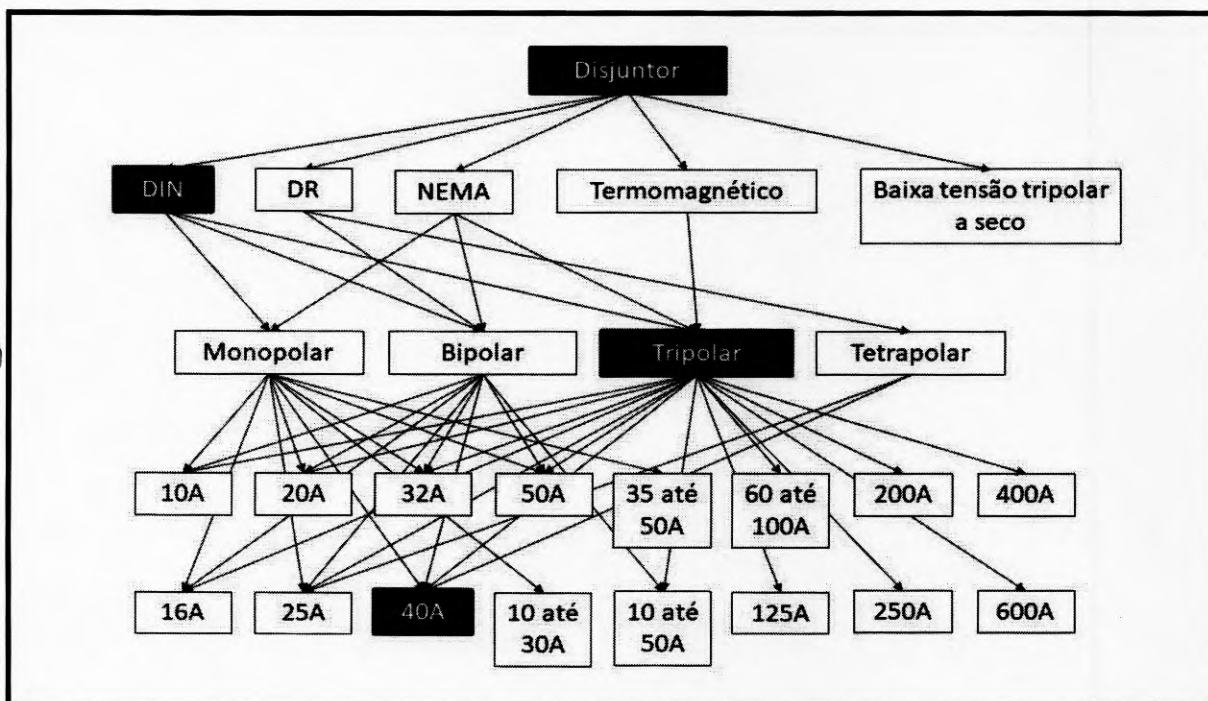 Disjuntor
DIN
DR
NEMA
Termomagnético
Baixa tensão tripolar
a seco
Monopolar
Bipolar
Tripolar
Tetrapolar
10A
20A
32A
50A
35 até
50A
60 até
100A
200A
400A
16A
25A
40A
10 até
30A
10 até
50A
125A
250A
600A